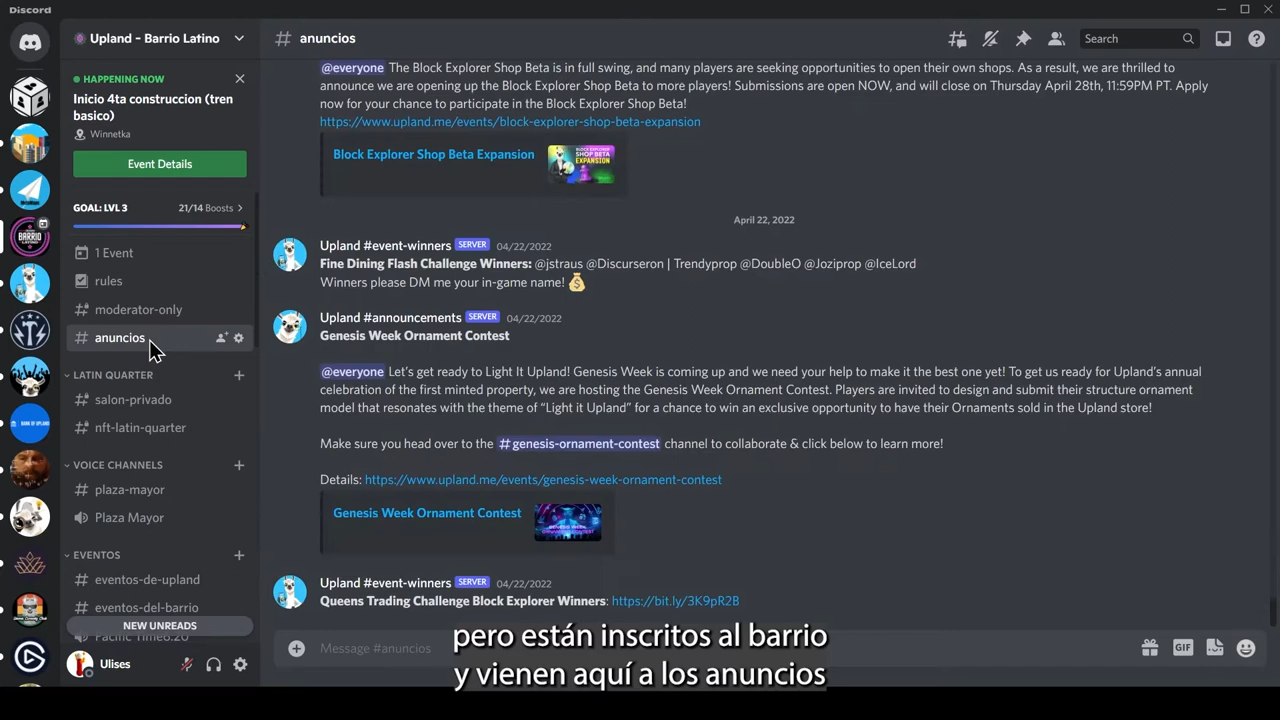 Discord
Upland - Barrio Latino
HAPPENING NOW
Inicio 4ta construccion (tren
basico)
Winnetka
Event Details
GOAL: LVL 3 21/14 Boosts
1 Event
rules
moderator-only
anuncios
LATIN QUARTER
salon-privado
nft-latin-quarter
VOICE CHANNELS
plaza-mayor
Plaza Mayor
EVENTOS
eventos-de-upland
eventos-del-barrio
NEW UNREADS
Ulises
# anuncios
Search
@everyone The Block Explorer Shop Beta is in full swing, and many players are seeking opportunities to open their own shops. As a result, we are thrilled to
announce we are opening up the Block Explorer Shop Beta to more players! Submissions are open NOW, and will close on Thursday April 28th, 11:59PM PT. Apply
now for your chance to participate in the Block Explorer Shop Beta!
https://www.upland.me/events/block-explorer-shop-beta-expansion
Block Explorer Shop Beta Expansion
SHOP BETA
EXPANSION
April 22, 2022
Upland #event-winners SERVER 04/22/2022
Fine Dining Flash Challenge Winners: @jstraus @Discurseron | Trendyprop @DoubleO @Joziprop @IceLord
Winners please DM me your in-game name!
Upland #announcements SERVER 04/22/2022
Genesis Week Ornament Contest
@everyone Let's get ready to Light It Upland! Genesis Week is coming up and we need your help to make it the best one yet! To get us ready for Upland's annual
celebration of the first minted property, we are hosting the Genesis Week Ornament Contest. Players are invited to design and submit their structure ornament
model that resonates with the theme of “Light it Upland” for a chance to win an exclusive opportunity to have their Ornaments sold in the Upland store!
Make sure you head over to the # genesis-ornament-contest channel to collaborate & click below to learn more!
Details: https://www.upland.me/events/genesis-week-ornament-contest
Genesis Week Ornament Contest
Upland #event-winners SERVER 04/22/2022
Queens Trading Challenge Block Explorer Winners: https://bit.ly/3K9pR2B
Message #anuncios
GIF
pero están inscritos al barrio
y vienen aquí a los anuncios